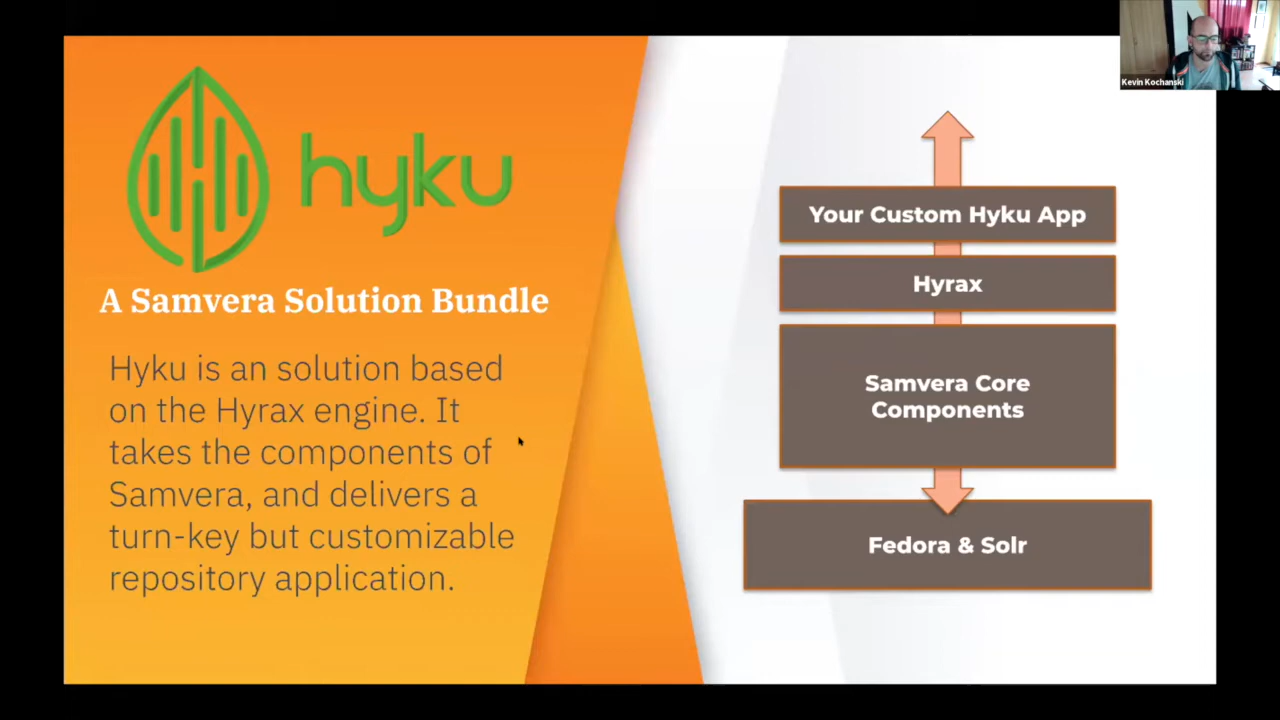 hyku
A Samvera Solution Bundle
Hyku is an solution based
on the Hyrax engine. It
takes the components of
Samvera, and delivers a
turn-key but customizable
repository application.
Your Custom Hyku App
Hyrax
Samvera Core
Components
Fedora & Solr
Kevin Kochanski